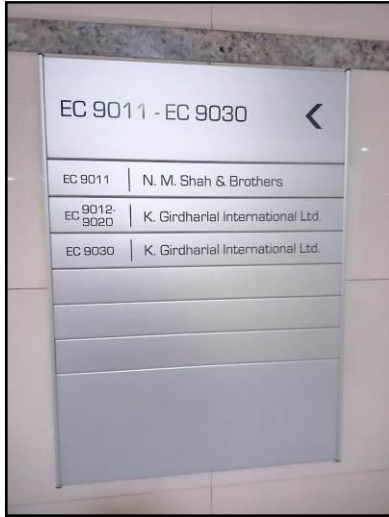 EC 9011 - EC 9030
EC 9011 N. M. Shah & Brothers
EC 9012-9020 K. Girdharlal International Ltd.
EC 9030 K. Girdharlal International Ltd.